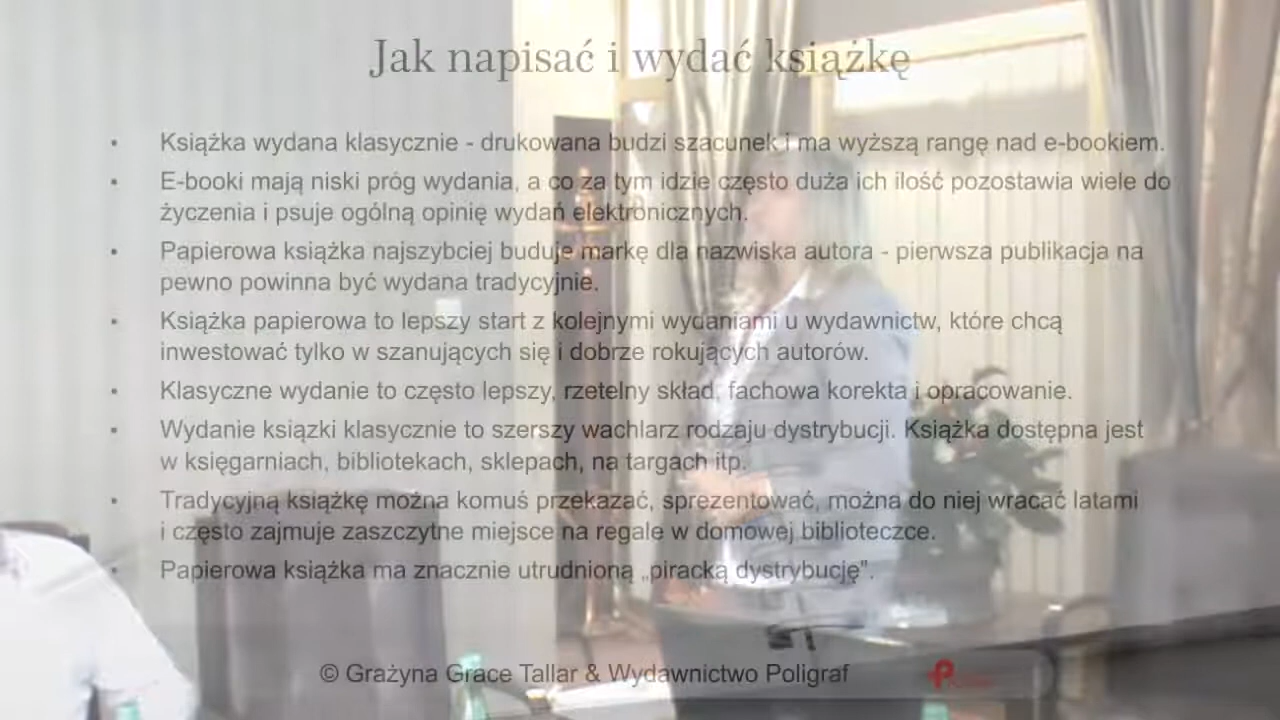 Jak napisać i wydać książkę
• Książka wydana klasycznie - drukowana budzi szacunek i ma wyższą rangę nad e-bookiem.
• E-booki mają niski próg wydania, a co za tym idzie często duża ich ilość pozostawia wiele do
życzenia i psuje ogólną opinię wydań elektronicznych.
• Papierowa książka najszybciej buduje markę dla nazwiska autora - pierwsza publikacja na
pewno powinna być wydana tradycyjnie.
• Książka papierowa to lepszy start z kolejnymi wydaniami u wydawnictw, które chcą
inwestować tylko w szanujących się i dobrze rokujących autorów.
• Klasyczne wydanie to często lepszy, rzetelny skład, fachowa korekta i opracowanie.
• Wydanie ksiązki klasycznie to szerszy wachlarz rodzaju dystrybucji. Książka dostępna jest
w księgarniach, bibliotekach, sklepach, na targach itp.
• Tradycyjną książkę można komuś przekazać, sprezentować, można do niej wracać latami
i często zajmuje zaszczytne miejsce na regale w domowej biblioteczce.
• Papierowa książka ma znacznie utrudnioną „piracką dystrybucję".
© Grażyna Grace Tallar & Wydawnictwo Poligraf